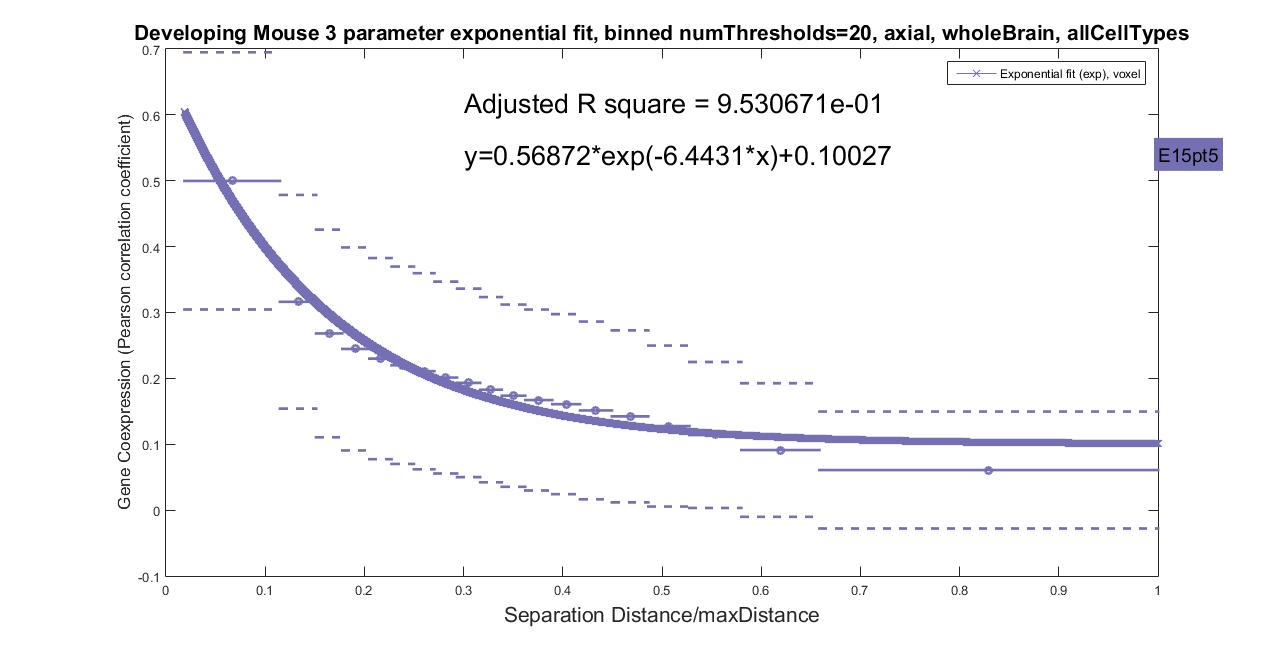 Developing Mouse 3 parameter exponential fit, binned numThresholds=20, axial, wholeBrain, allCellTypes
Exponential fit (exp), voxel
Adjusted R square = 9.530671e-01
y=0.56872*exp(-6.4431*x)+0.10027
E15pt5
Gene Coexpression (Pearson correlation coefficient)
0.7
0.6
0.5
0.4
0.3
0.2
0.1
0
-0.1
0 0.1 0.2 0.3 0.4 0.5 0.6 0.7 0.8 0.9 1
Separation Distance/maxDistance